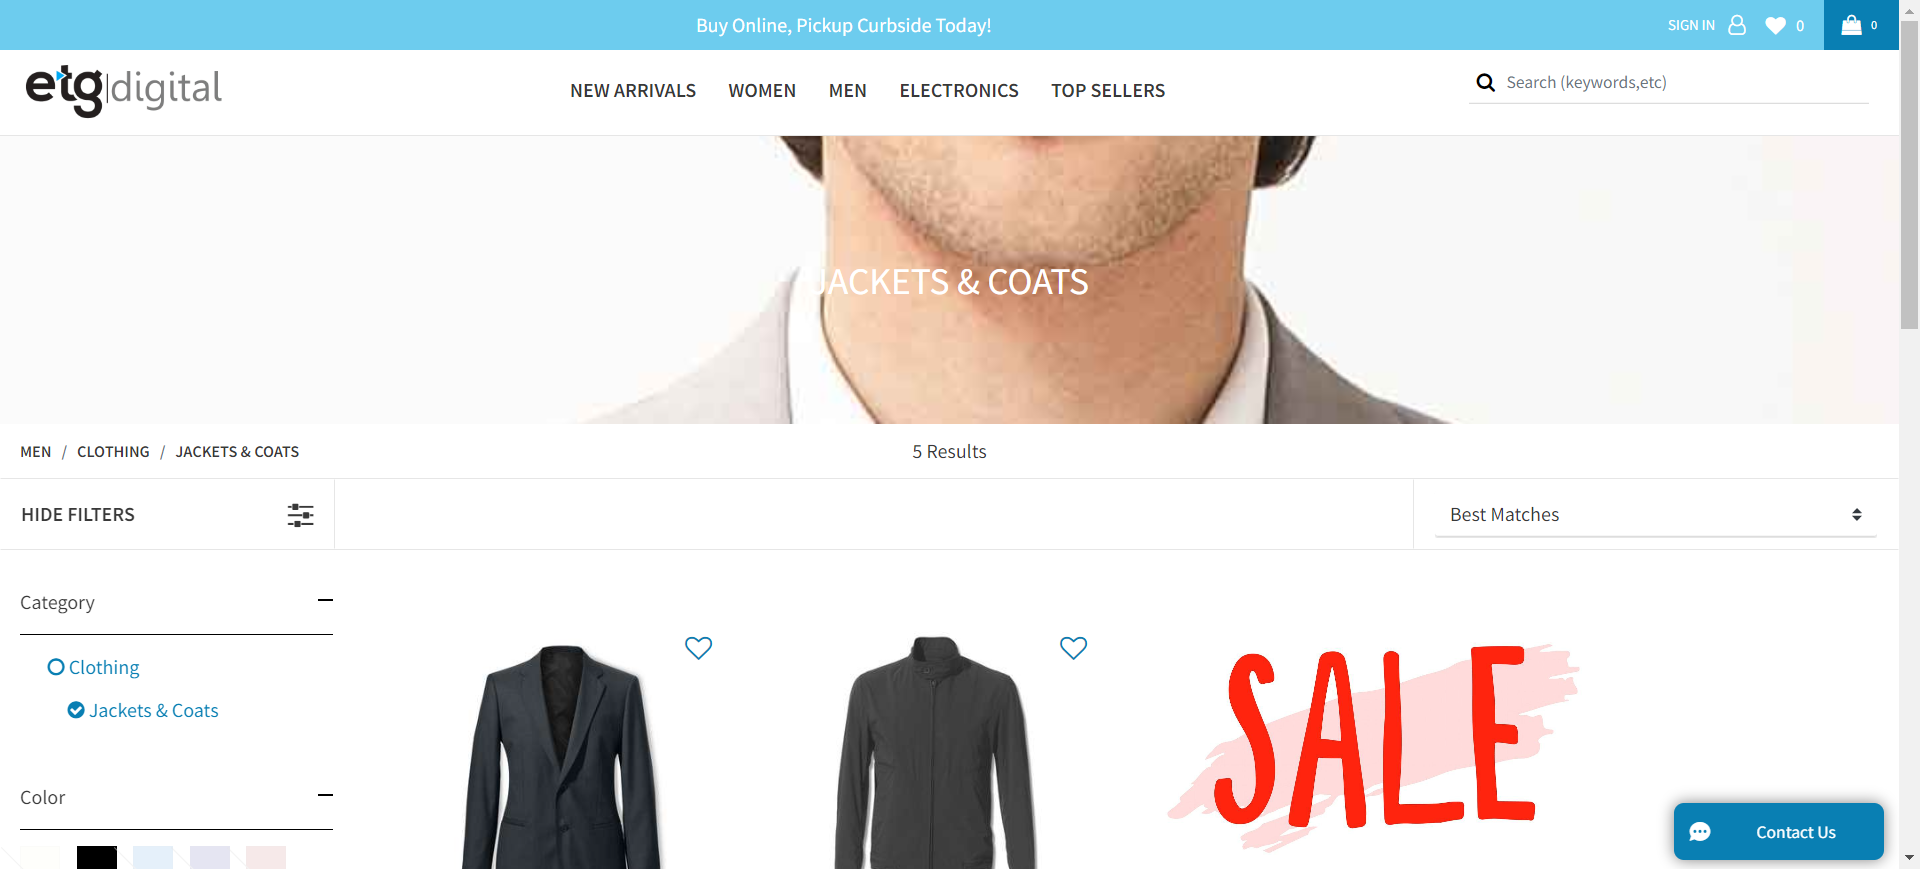 Buy Online, Pickup Curbside Today!
SIGN IN
0
0
etg|digital
NEW ARRIVALS
WOMEN
MEN
ELECTRONICS
TOP SELLERS
Search (keywords,etc)
JACKETS & COATS
MEN / CLOTHING / JACKETS & COATS
5 Results
HIDE FILTERS
Best Matches
Category
Clothing
Jackets & Coats
SALE
Color
Contact Us